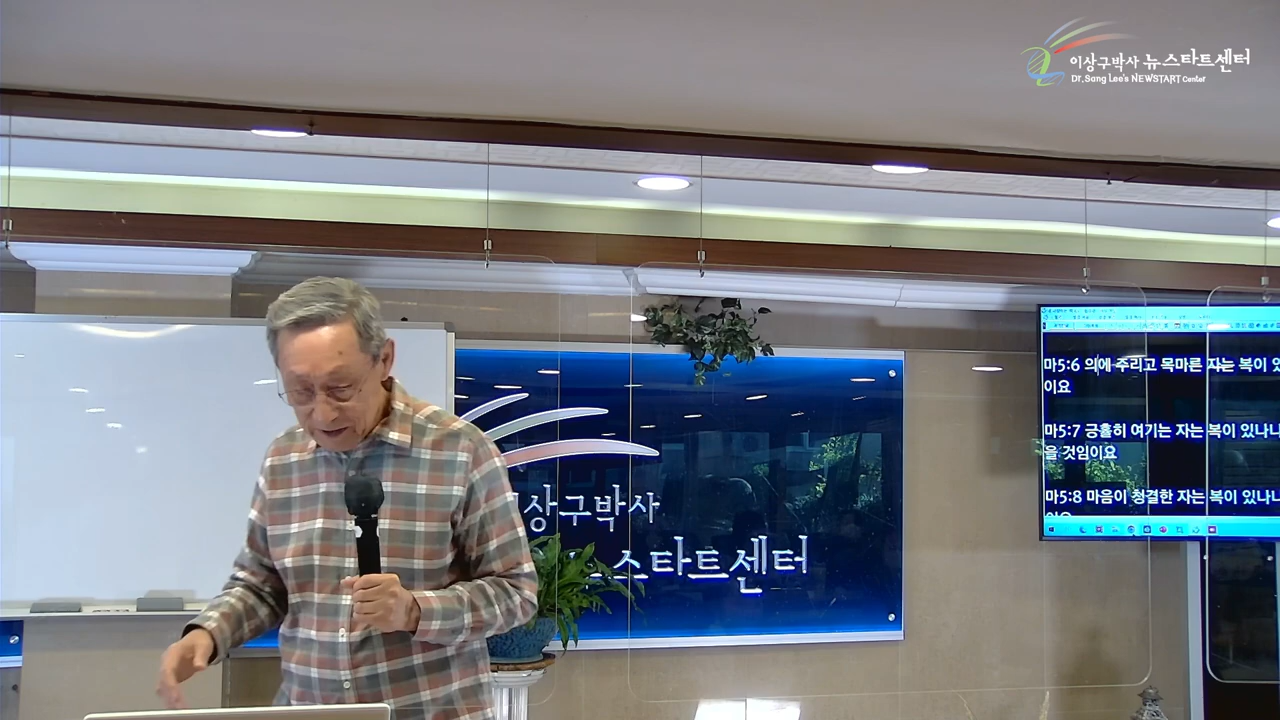 이상구박사 뉴스타트센터
Dr. Sang Lee's NEWSTART Center
상구박사
스타트센터
마5:6 의에 주리고 목마른 자는 복이 있
이요
마5:7 긍휼히 여기는 자는 복이 있나니
을 것임이요
마5:8 마음이 청결한 자는 복이 있나니